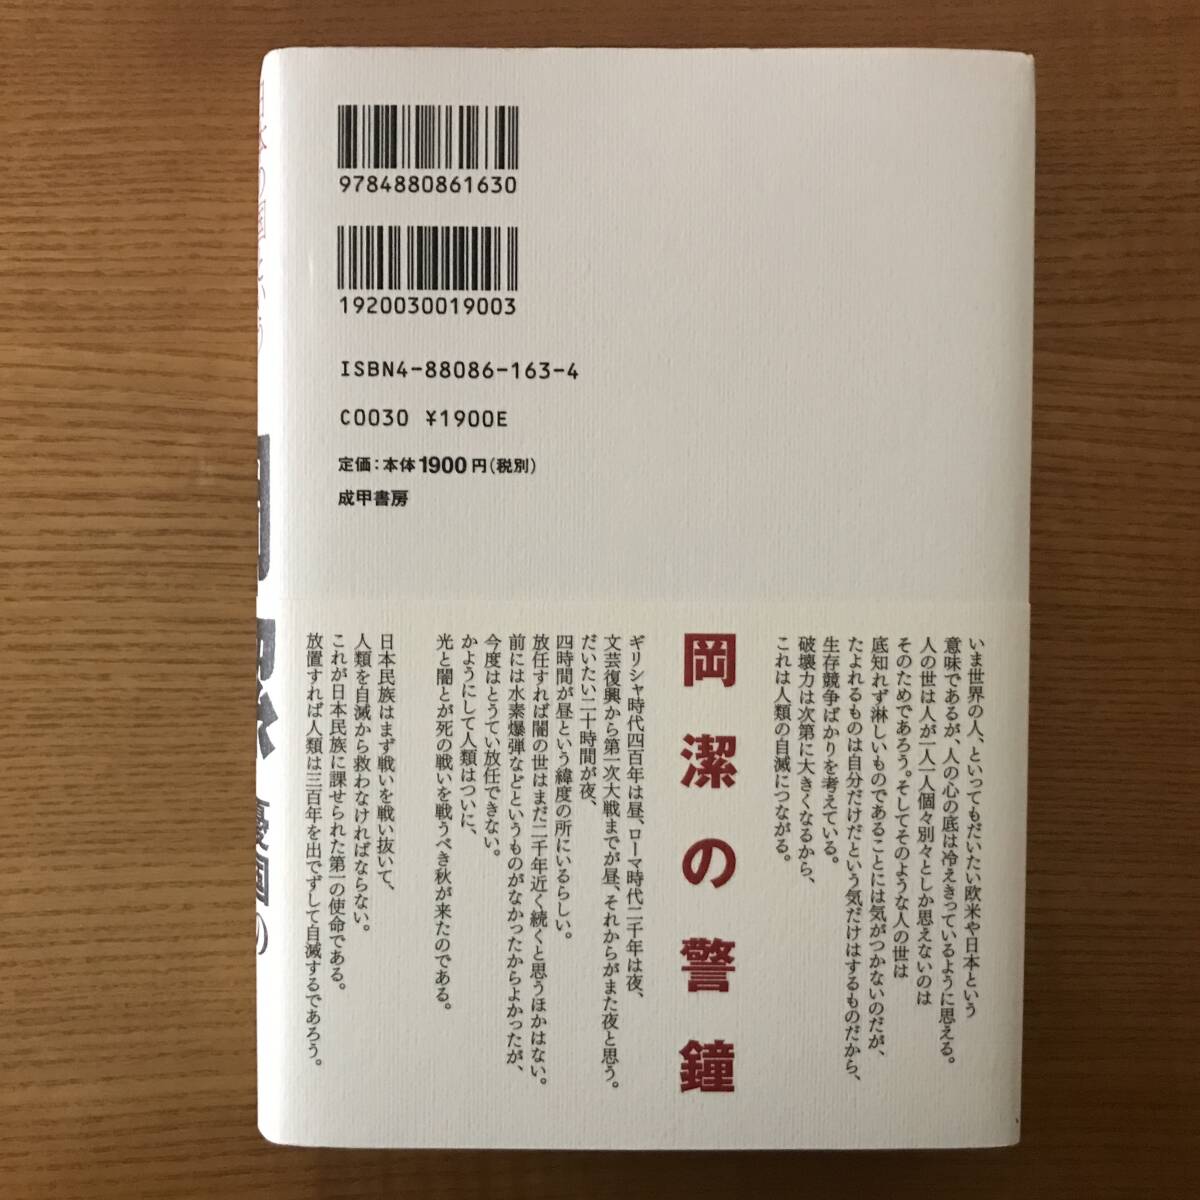 9784880861630
1920030019003
ISBN4-88086-163-4
C0030 ¥1900E
定価：本体1900円（税別）
成甲書房
いま世界の人、といってもだいたい欧米や日本という
意味であるが、人の心の底は冷えきっているように思える。
人の世は人が一人一人個々別々としか思えないのは
そのためであろう。そしてそのような人の世は
底知れず淋しいものであることには気がつかないのだが、
たよれるものは自分だけだという気だけはするものだから、
生存競争ばかりを考えている。
破壊力は次第に大きくなるから、
これは人類の自滅につながる。
岡潔の警鐘
ギリシャ時代四百年は昼、ローマ時代二千年は夜、
文芸復興から第一次大戦までが昼、それからがまた夜と思う。
だいたい二十時間が夜、
四時間が昼という緯度の所にいるらしい。
放任すれば闇の世はまだ二千年近く続くと思うほかはない。
前には水素爆弾などというものがなかったからよかったが、
今度はとうてい放任できない。
かようにして人類はついに、
光と闇とが死の戦いを戦うべき秋が来たのである。
日本民族はまず戦いを戦い抜いて、
人類を自滅から救わなければならない。
これが日本民族に課せられた第一の使命である。
放置すれば人類は三百年を出でずして自滅するであろう。
日本の国という
憂国の